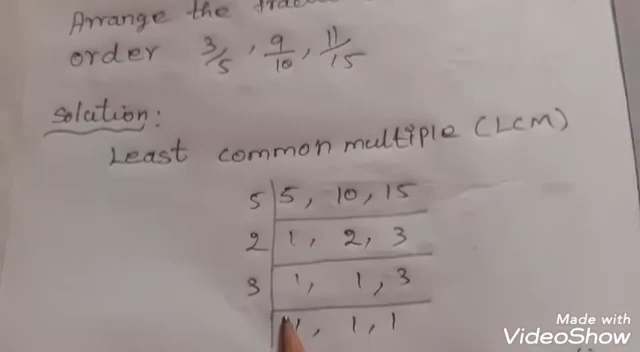 Arrange the
order 3/5, 9/10, 11/15
Solution:
Least common multiple (LCM)
5 | 5, 10, 15
2 | 1, 2, 3
3 | 1, 1, 3
1, 1, 1
Made with
VideoShow